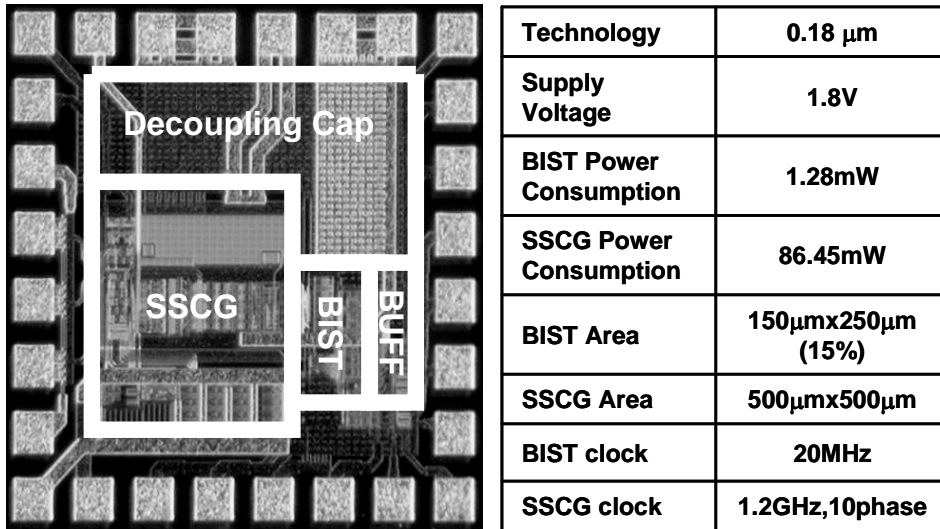 Decoupling Cap
SSCG
BIST
BUFF
Technology
0.18 μm
Supply
Voltage
1.8V
BIST Power
Consumption
1.28mW
SSCG Power
Consumption
86.45mW
BIST Area
150μmx250μm
(15%)
SSCG Area
500μmx500μm
BIST clock
20MHz
SSCG clock
1.2GHz,10phase